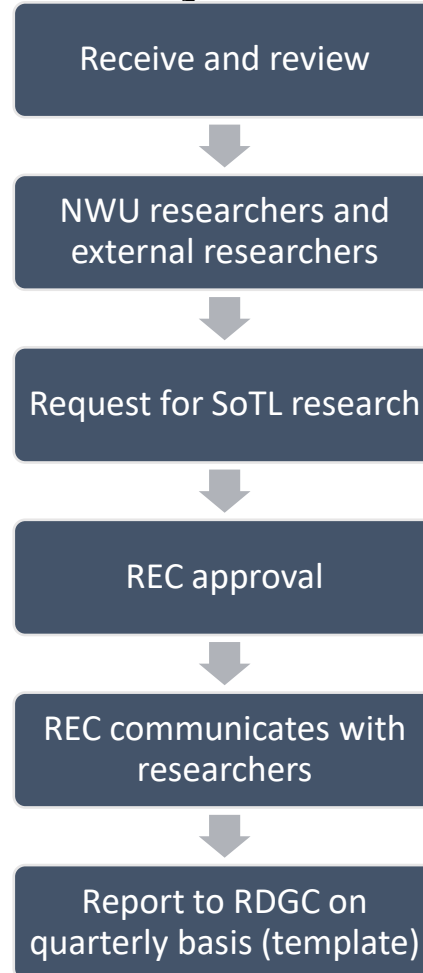 Receive and review
NWU researchers and
external researchers
Request for SoTL research
REC approval
REC communicates with
researchers
Report to RDGC on
quarterly basis (template)